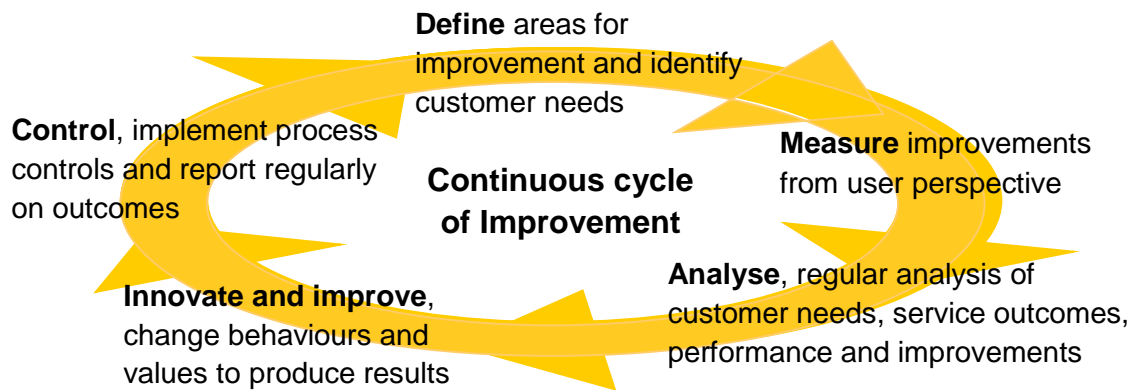 Define areas for
improvement and identify
customer needs
Measure improvements
from user perspective
Analyse, regular analysis of
customer needs, service outcomes,
performance and improvements
Innovate and improve,
change behaviours and
values to produce results
Control, implement process
controls and report regularly
on outcomes
Continuous cycle
of Improvement